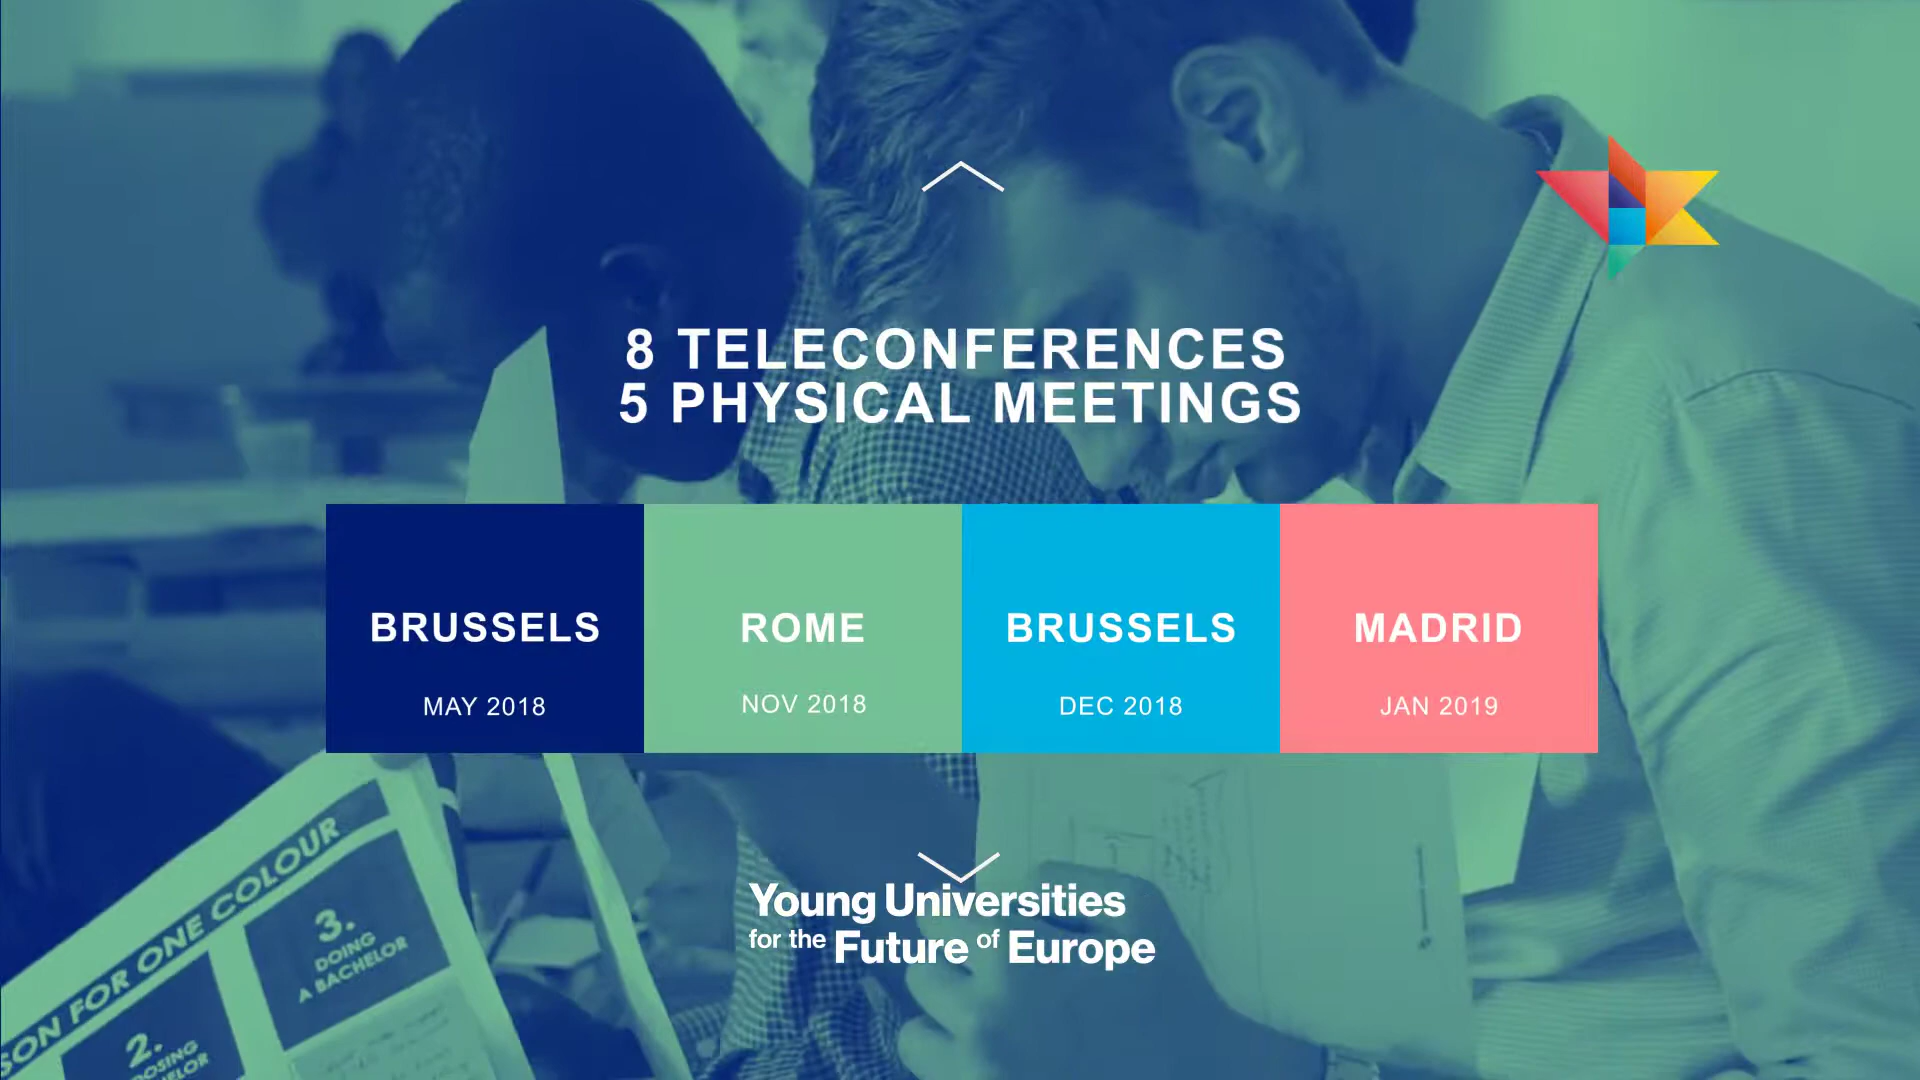 8 TELECONFERENCES
5 PHYSICAL MEETINGS
BRUSSELS
MAY 2018
ROME
NOV 2018
BRUSSELS
DEC 2018
MADRID
JAN 2019
Young Universities
for the Future of Europe
SON FOR ONE COLOUR
3.
DOING
A BACHELOR
2.